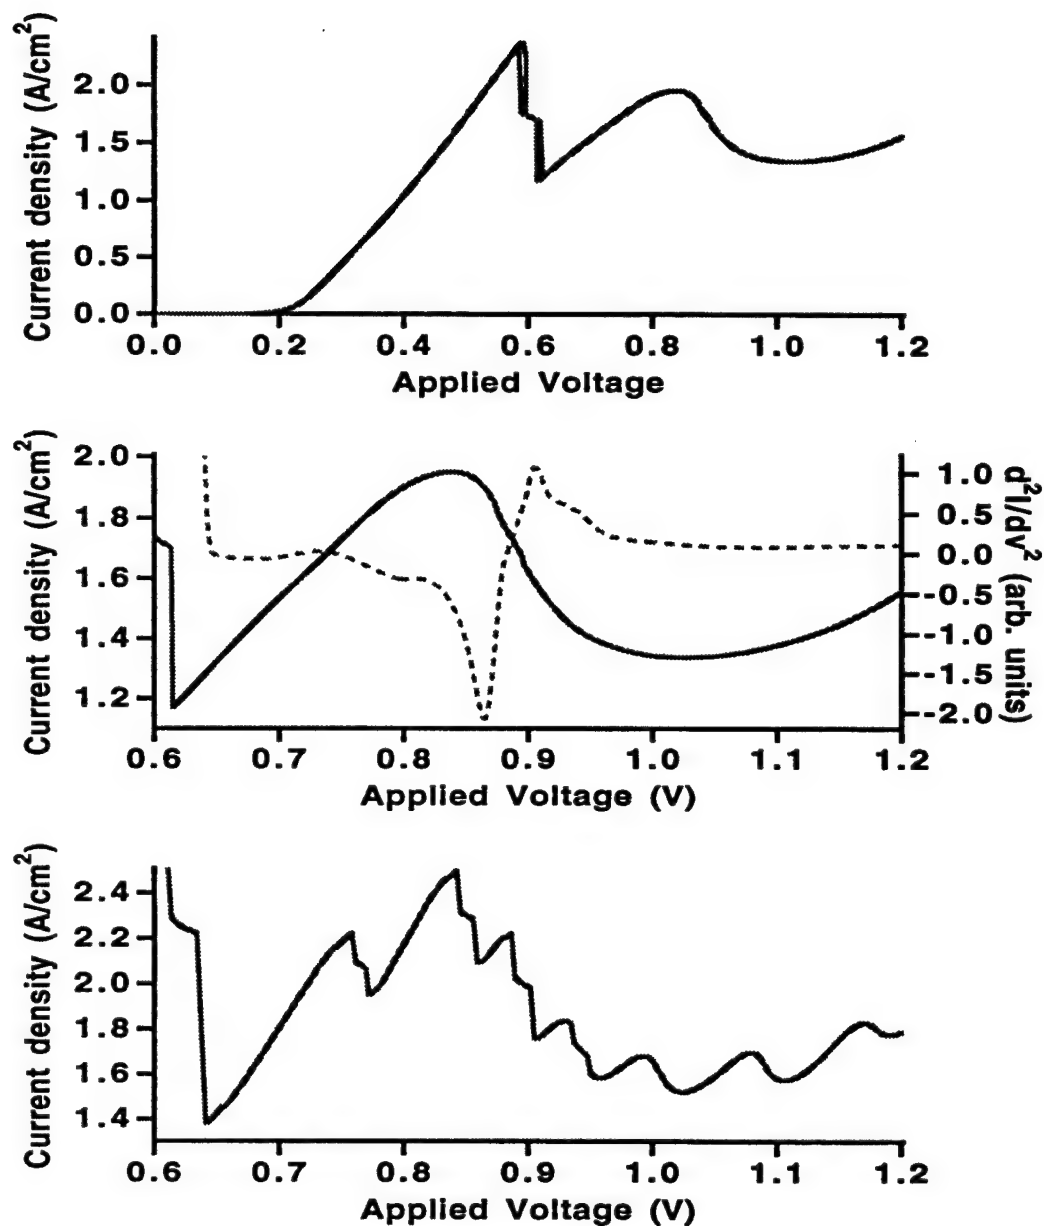 Current density (A/cm²)
2.0
1.5
1.0
0.5
0.0
0.0 0.2 0.4 0.6 0.8 1.0 1.2
Applied Voltage
Current density (A/cm²)
2.0
1.8
1.6
1.4
1.2
1.0
0.5
0.0
-0.5
-1.0
-1.5
-2.0
d²I/dv² (arb. units)
0.6 0.7 0.8 0.9 1.0 1.1 1.2
Applied Voltage (V)
Current density (A/cm²)
2.4
2.2
2.0
1.8
1.6
1.4
0.6 0.7 0.8 0.9 1.0 1.1 1.2
Applied Voltage (V)